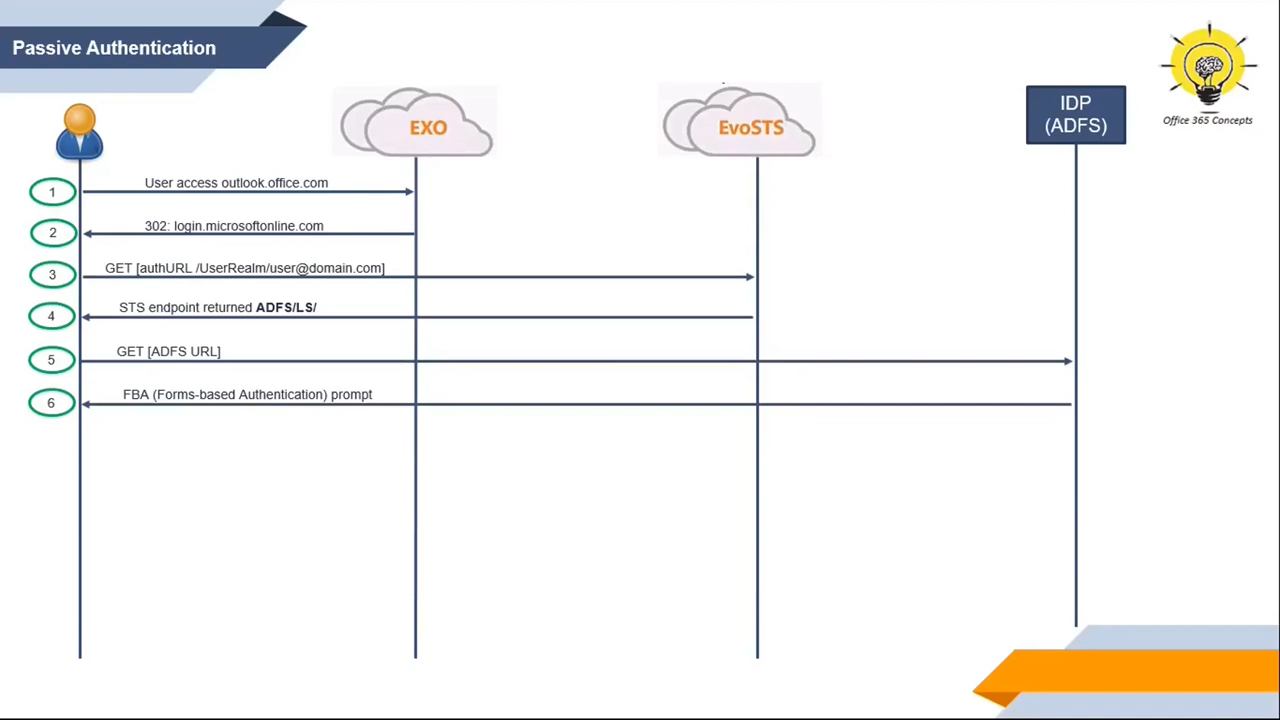 Passive Authentication
Office 365 Concepts
EXO
EvoSTS
IDP
(ADFS)
1
User access outlook.office.com
2
302: login.microsoftonline.com
3
GET [authURL /UserRealm/user@domain.com]
4
STS endpoint returned ADFS/LS/
5
GET [ADFS URL]
6
FBA (Forms-based Authentication) prompt